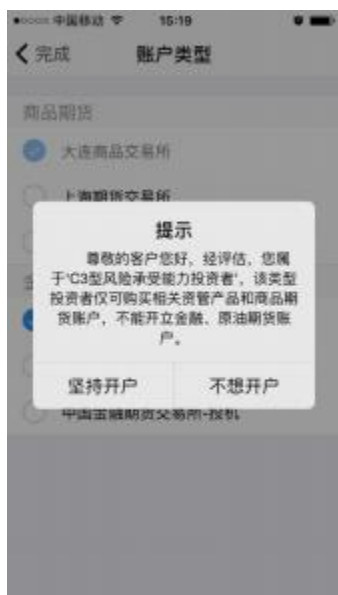 中国移动
15:19
完成
账户类型
商品期货
大连商品交易所
上海期货交易所
提示
尊敬的客户您好，经评估，您属
于'C3型风险承受能力投资者'，该类型
投资者仅可购买相关资管产品和商品期
货账户，不能开立金融、原油期货账
户。
坚持开户
不想开户
中国金融期货交易所-投机